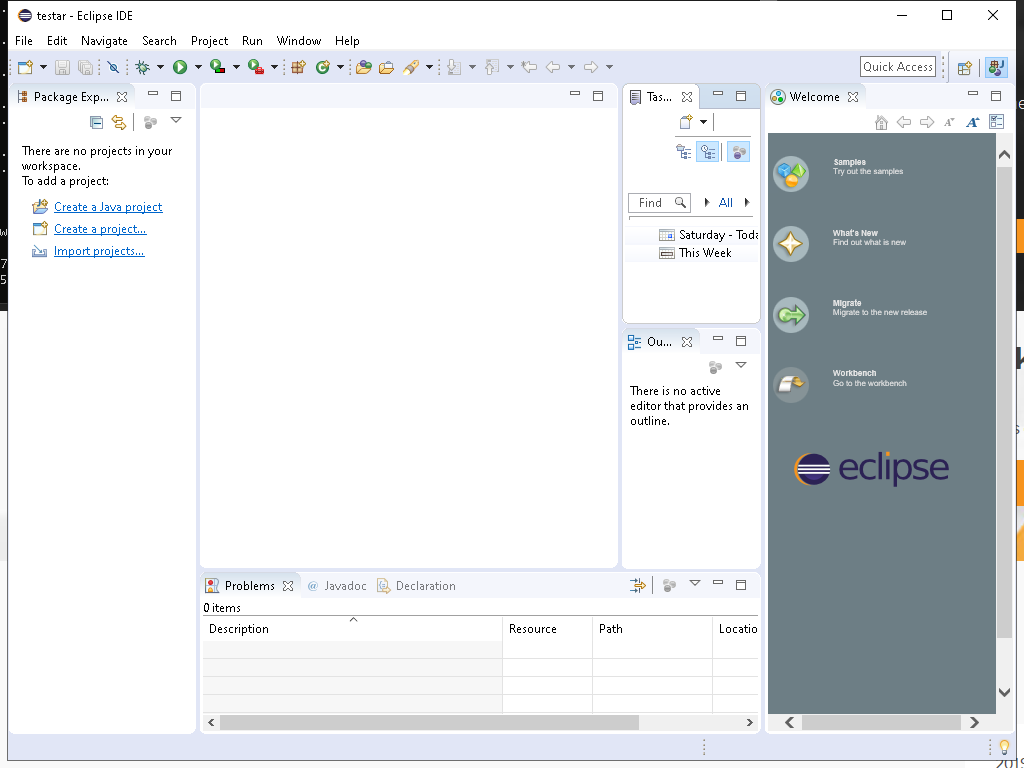 testar - Eclipse IDE
File Edit Navigate Search Project Run Window Help
Quick Access
Package Exp...
There are no projects in your
workspace.
To add a project:
Create a Java project
Create a project...
Import projects...
Tas...
Find
All
Saturday - Toda
This Week
Ou...
There is no active
editor that provides an
outline.
Welcome
Samples
Try out the samples
What's New
Find out what is new
Migrate
Migrate to the new release
Workbench
Go to the workbench
eclipse
Problems @ Javadoc Declaration
0 items
Description Resource Path Locatio